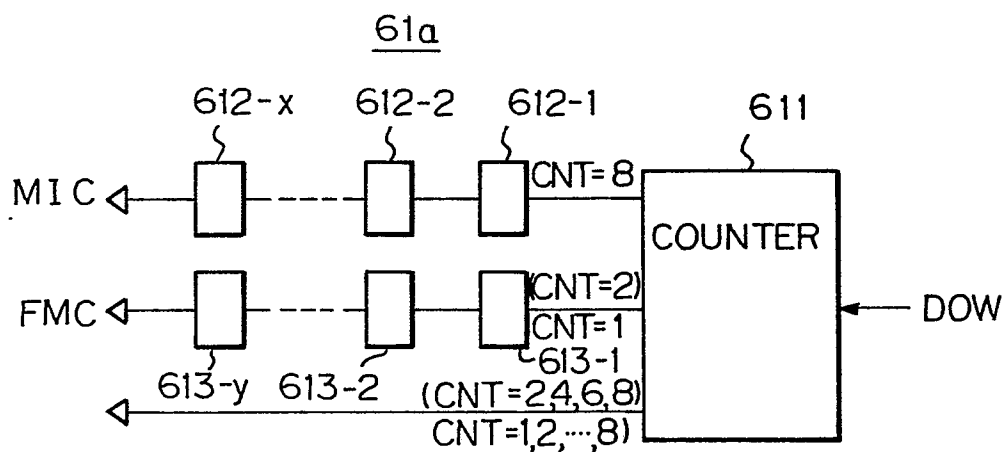 61a
612-x 612-2 612-1 611
MIC CNT=8
COUNTER
FMC (CNT=2)
CNT=1
DOW
613-y 613-2 613-1
(CNT=2,4,6,8)
CNT=1,2,····,8)